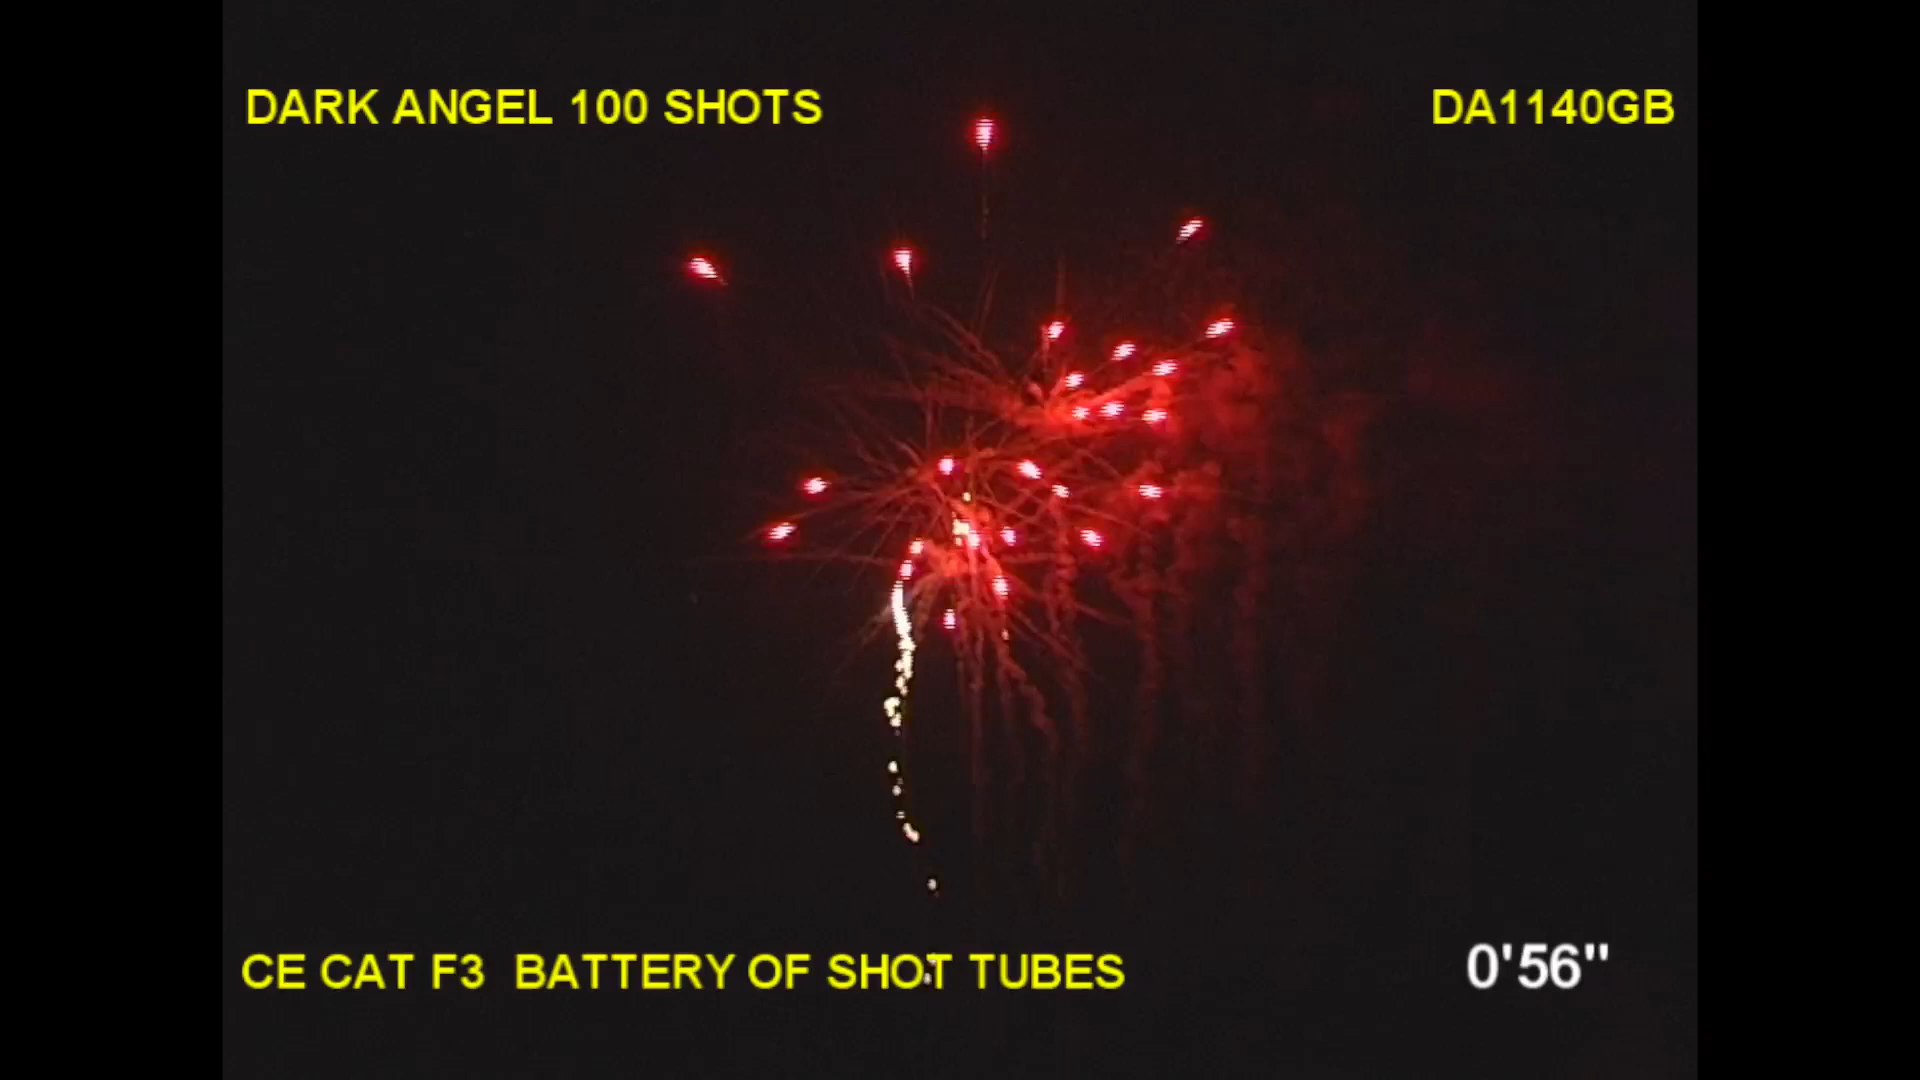 DARK ANGEL 100 SHOTS
DA1140GB
CE CAT F3 BATTERY OF SHOT TUBES
0'56"